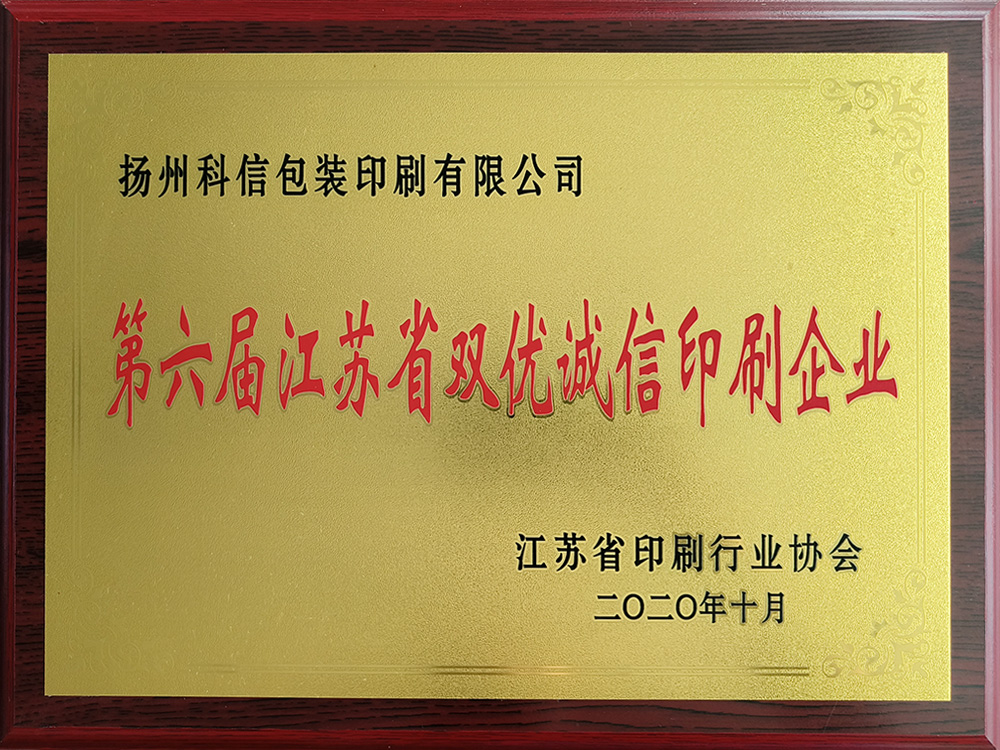 扬州科信包装印刷有限公司
第六届江苏省双优诚信印刷企业
江苏省印刷行业协会
二〇二〇年十月